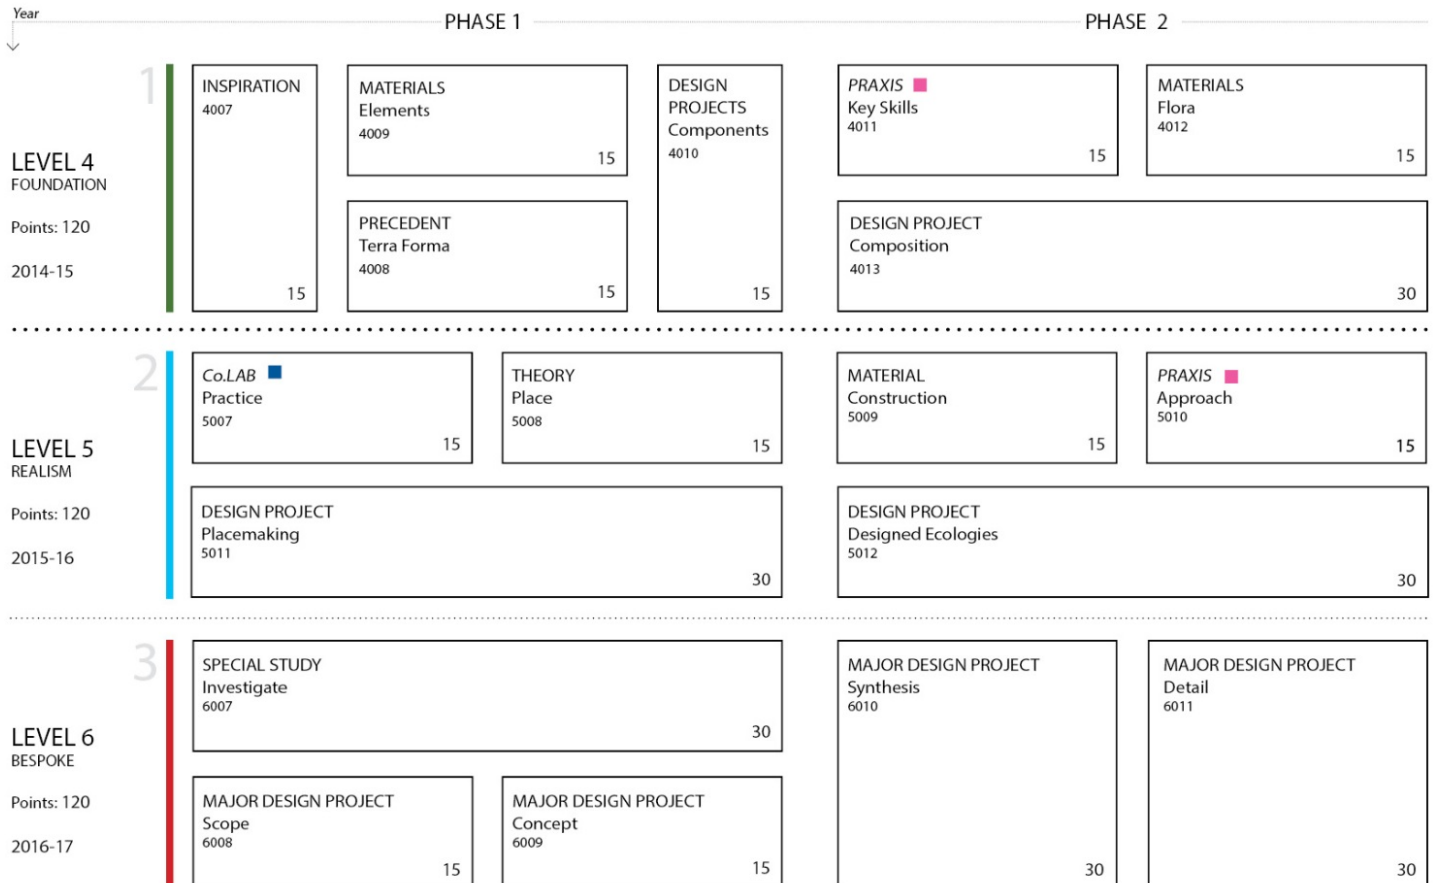 Year
PHASE 1
PHASE 2
1
LEVEL 4
FOUNDATION
Points: 120
2014-15
INSPIRATION
4007
15
MATERIALS
Elements
4009
15
PRECEDENT
Terra Forma
4008
15
DESIGN
PROJECTS
Components
4010
15
PRAXIS
Key Skills
4011
15
MATERIALS
Flora
4012
15
DESIGN PROJECT
Composition
4013
30
2
LEVEL 5
REALISM
Points: 120
2015-16
Co.LAB
Practice
5007
15
THEORY
Place
5008
15
DESIGN PROJECT
Placemaking
5011
30
MATERIAL
Construction
5009
15
PRAXIS
Approach
5010
15
DESIGN PROJECT
Designed Ecologies
5012
30
3
LEVEL 6
BESPOKE
Points: 120
2016-17
SPECIAL STUDY
Investigate
6007
30
MAJOR DESIGN PROJECT
Scope
6008
15
MAJOR DESIGN PROJECT
Concept
6009
15
MAJOR DESIGN PROJECT
Synthesis
6010
30
MAJOR DESIGN PROJECT
Detail
6011
30